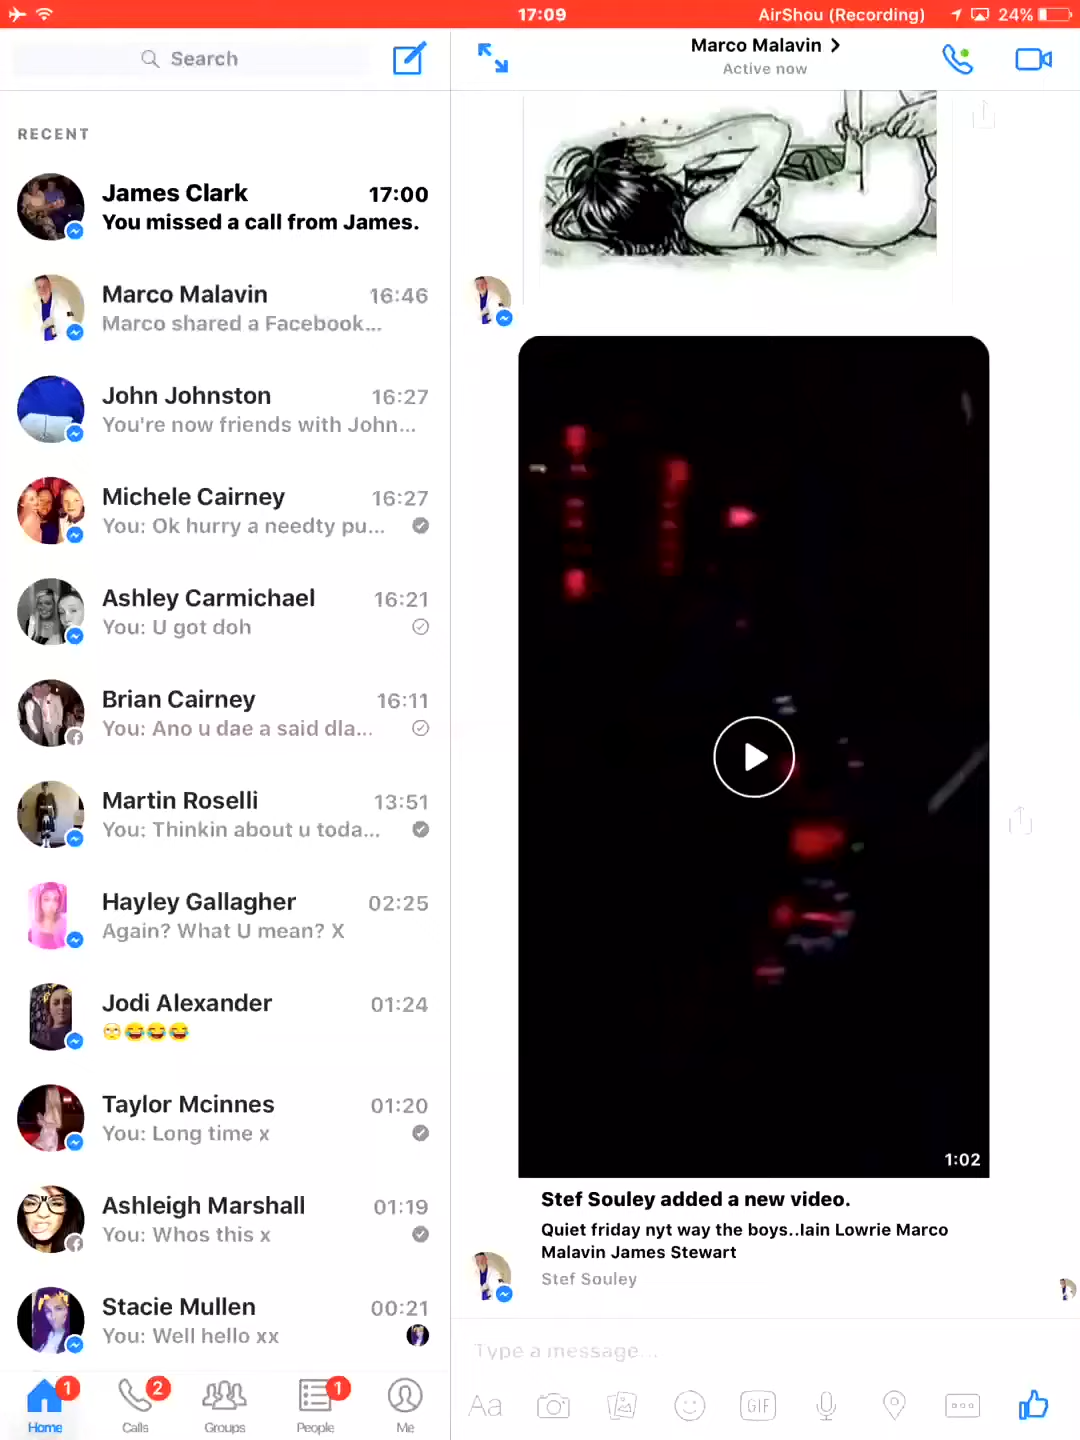 17:09
AirShou (Recording)
24%
Search
RECENT
James Clark 17:00
You missed a call from James.
Marco Malavin 16:46
Marco shared a Facebook...
John Johnston 16:27
You're now friends with John...
Michele Cairney 16:27
You: Ok hurry a needty pu...
Ashley Carmichael 16:21
You: U got doh
Brian Cairney 16:11
You: Ano u dae a said dla...
Martin Roselli 13:51
You: Thinkin about u toda...
Hayley Gallagher 02:25
Again? What U mean? X
Jodi Alexander 01:24
🙄😂😂😂
Taylor Mcinnes 01:20
You: Long time x
Ashleigh Marshall 01:19
You: Whos this x
Stacie Mullen 00:21
You: Well hello xx
1
2
1
Home
Calls
Groups
People
Me
Marco Malavin
Active now
1:02
Stef Souley added a new video.
Quiet friday nyt way the boys..Iain Lowrie Marco
Malavin James Stewart
Stef Souley
Type a message...
Aa
GIF